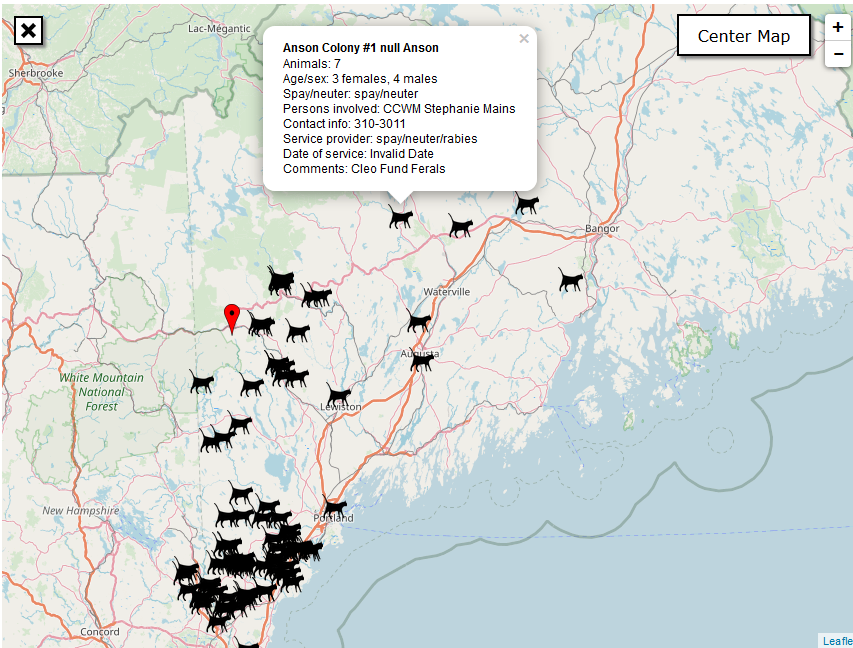 Lac-Mégantic
Sherbrooke
Anson Colony #1 null Anson
×
Animals: 7
Age/sex: 3 females, 4 males
Spay/neuter: spay/neuter
Persons involved: CCWM Stephanie Mains
Contact info: 310-3011
Service provider: spay/neuter/rabies
Date of service: Invalid Date
Comments: Cleo Fund Ferals
Center Map
+
−
Bangor
Waterville
Augusta
White Mountain
National
Forest
Lewiston
New Hampshire
Portland
Concord
Leafle